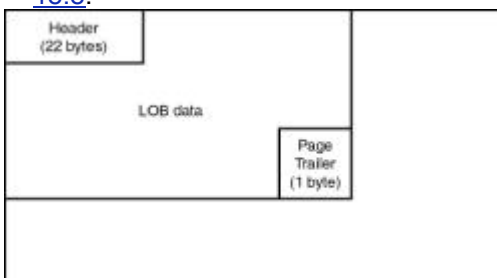 Header
(22 bytes)
LOB data
Page
Trailer
(1 byte)